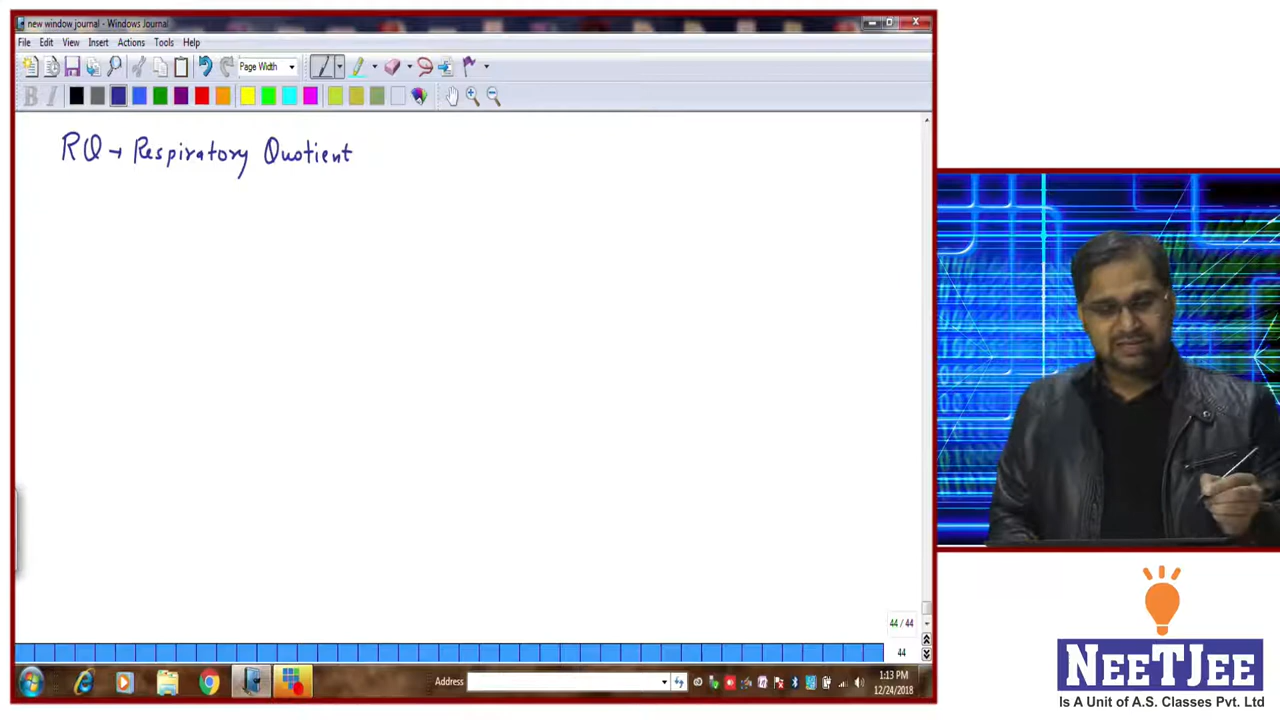 new window journal - Windows Journal
File Edit View Insert Actions Tools Help
Page Width
B I
RQ → Respiratory Quotient
44 / 44
44
Address
1:13 PM
12/24/2018
NEETJEE
Is A Unit of A.S. Classes Pvt. Ltd